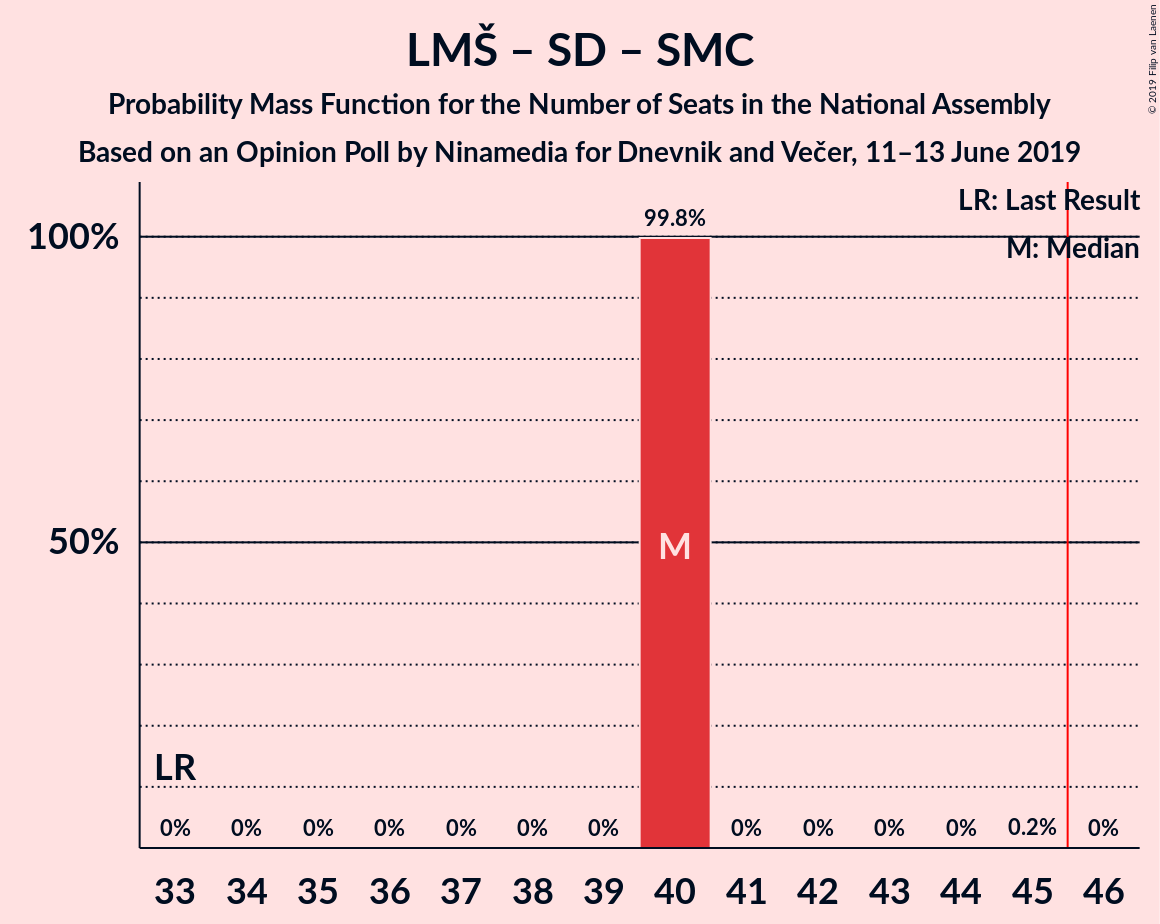 LMŠ – SD – SMC
Probability Mass Function for the Number of Seats in the National Assembly
Based on an Opinion Poll by Ninamedia for Dnevnik and Večer, 11–13 June 2019
© 2019 Filip van Laenen
LR: Last Result
M: Median
99.8%
100%
50%
M
LR
0% 0% 0% 0% 0% 0% 0% 0% 0% 0% 0% 0.2% 0%
33 34 35 36 37 38 39 40 41 42 43 44 45 46